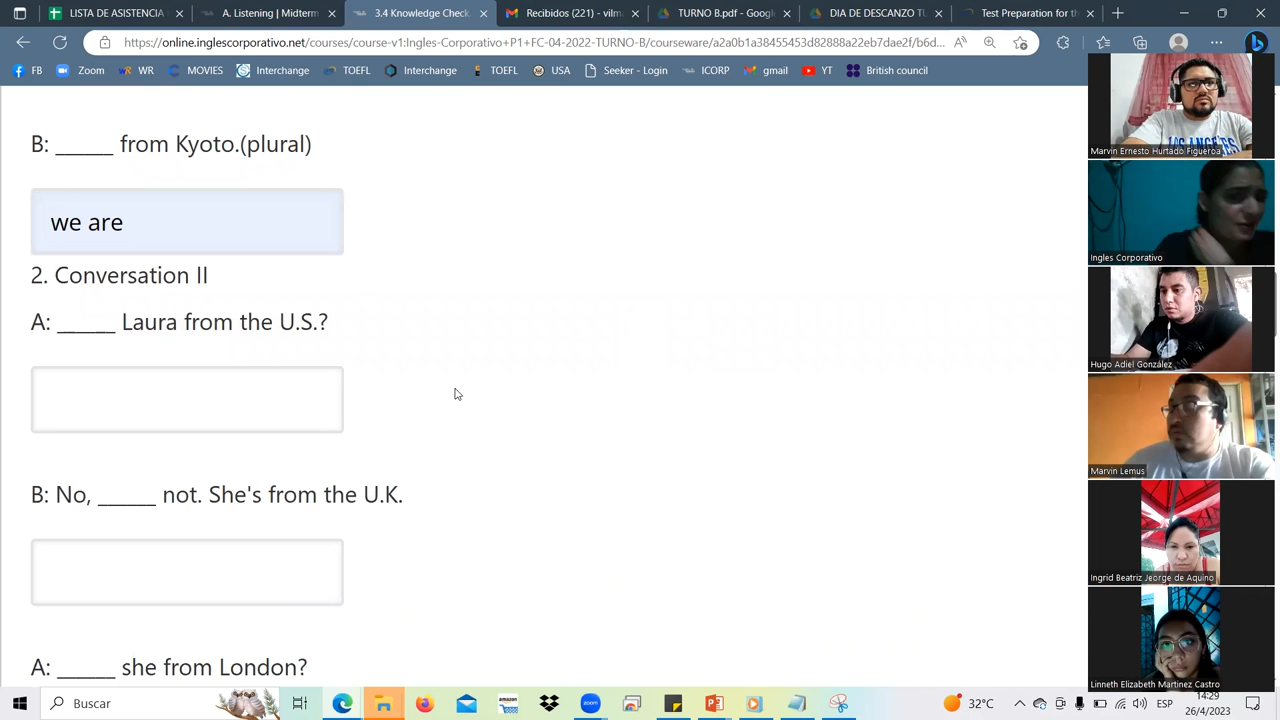 LISTA DE ASISTENCIA
A. Listening | Midterm
3.4 Knowledge Check
Recibidos (221) - vilm
TURNO B.pdf - Google
DIA DE DESCANZO TU
Test Preparation for th
https://online.inglescorporativo.net/courses/course-v1:Ingles-Corporativo+P1+FC-04-2022-TURNO-B/courseware/a2a0b1a38455453d82888a22eb7dae2f/b6d...
FB
Zoom
WR
MOVIES
Interchange
TOEFL
Interchange
TOEFL
USA
Seeker - Login
ICORP
gmail
YT
British council
B: ______ from Kyoto.(plural)
we are
2. Conversation II
A: ______ Laura from the U.S.?
B: No, ______ not. She's from the U.K.
A: ______ she from London?
Marvin Ernesto Hurtado Figueroa
Ingles Corporativo
Hugo Adiel González
Marvin Lemus
Ingrid Beatriz Jeorge de Aquino
Linneth Elizabeth Martinez Castro
Buscar
32°C
ESP
14:29
26/4/2023